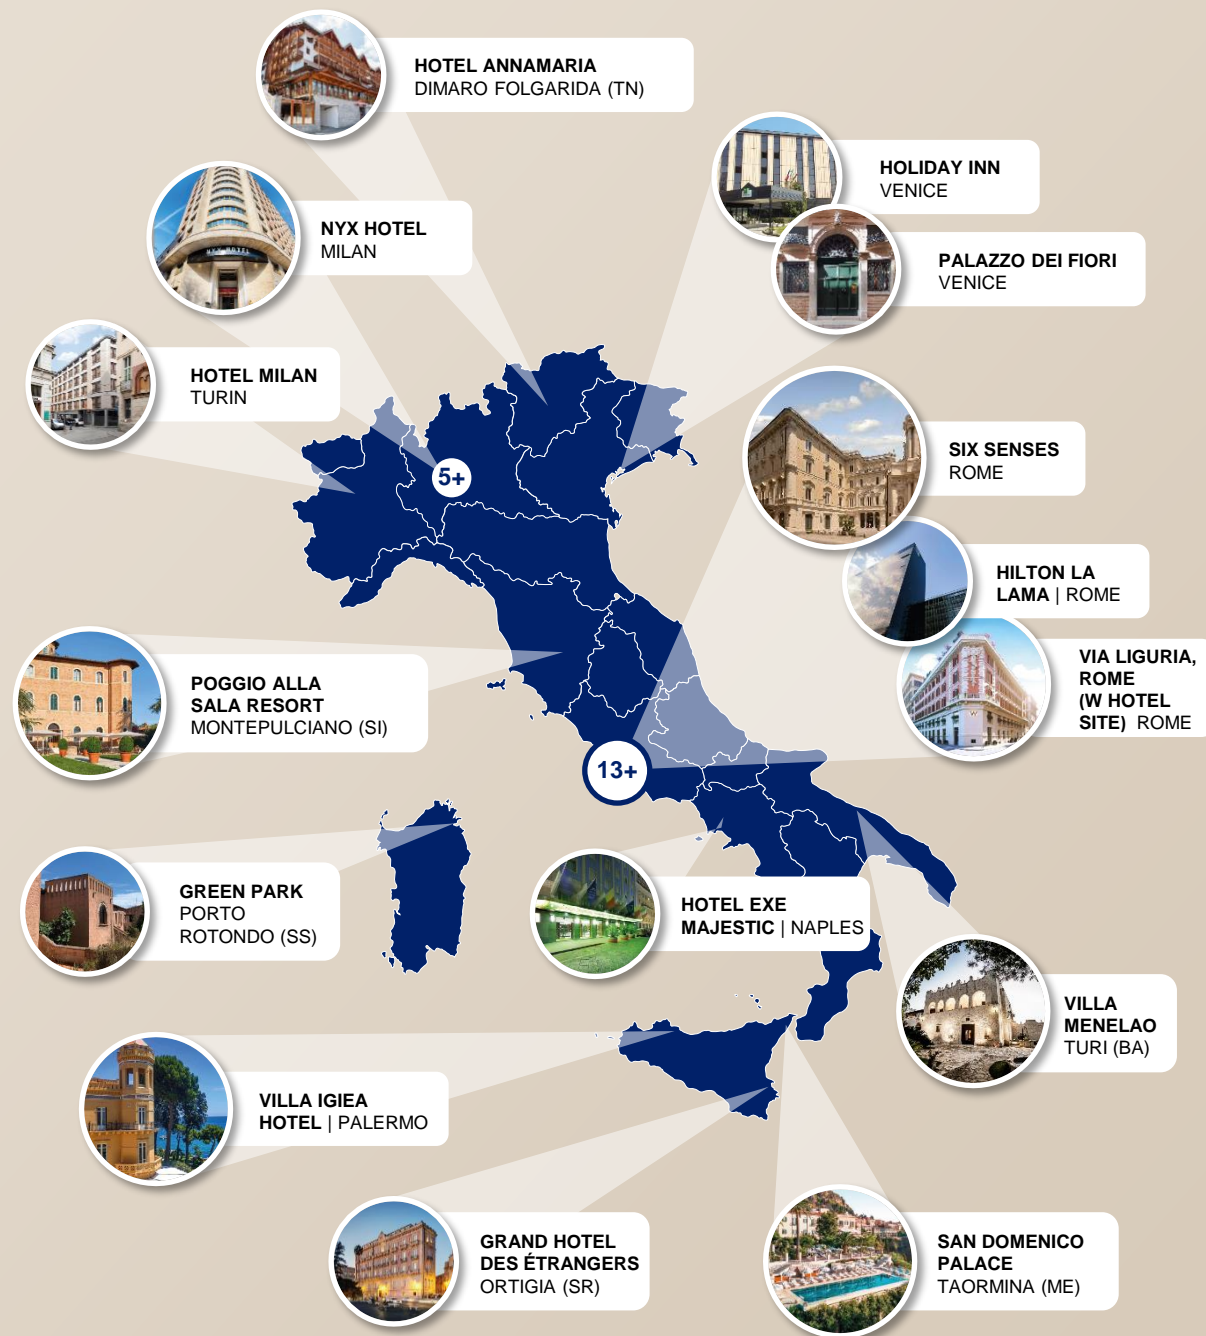 HOTEL ANNAMARIA
DIMARO FOLGARIDA (TN)
HOLIDAY INN
VENICE
NYX HOTEL
MILAN
NYX HOTEL
PALAZZO DEI FIORI
VENICE
HOTEL MILAN
TURIN
SIX SENSES
ROME
5+
HILTON LA
LAMA | ROME
VIA LIGURIA,
ROME
(W HOTEL
SITE) ROME
POGGIO ALLA
SALA RESORT
MONTEPULCIANO (SI)
13+
GREEN PARK
PORTO
ROTONDO (SS)
HOTEL EXE
MAJESTIC | NAPLES
VILLA
MENELAO
TURI (BA)
VILLA IGIEA
HOTEL | PALERMO
GRAND HOTEL
DES ÉTRANGERS
ORTIGIA (SR)
SAN DOMENICO
PALACE
TAORMINA (ME)